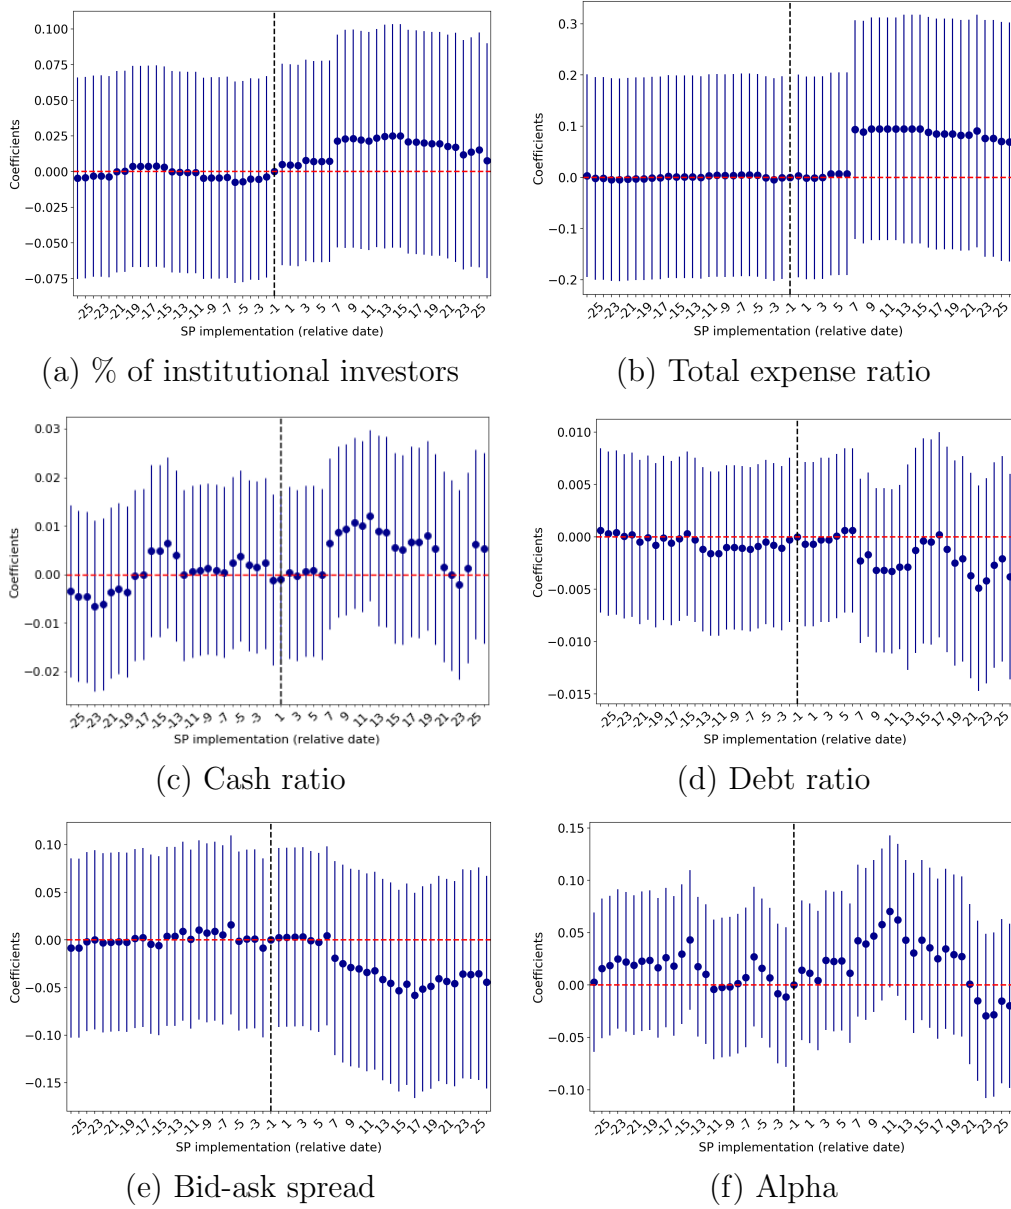 0.100
0.075
0.050
0.025
0.000
−0.025
−0.050
−0.075
Coefficients
-25 -23 -21 -19 -17 -15 -13 -11 -9 -7 -5 -3 -1 1 3 5 7 9 11 13 15 17 19 21 23 25
SP implementation (relative date)
(a) % of institutional investors
0.3
0.2
0.1
0.0
−0.1
−0.2
Coefficients
-25 -23 -21 -19 -17 -15 -13 -11 -9 -7 -5 -3 -1 1 3 5 7 9 11 13 15 17 19 21 23 25
SP implementation (relative date)
(b) Total expense ratio
0.03
0.02
0.01
0.00
−0.01
−0.02
Coefficients
-25 -23 -21 -19 -17 -15 -13 -11 -9 -7 -5 -3 1 3 5 7 9 11 13 15 17 19 21 23 25
SP implementation (relative date)
(c) Cash ratio
0.010
0.005
0.000
−0.005
−0.010
−0.015
Coefficients
-25 -23 -21 -19 -17 -15 -13 -11 -9 -7 -5 -3 -1 1 3 5 7 9 11 13 15 17 19 21 23 25
SP implementation (relative date)
(d) Debt ratio
0.10
0.05
0.00
−0.05
−0.10
−0.15
Coefficients
-25 -23 -21 -19 -17 -15 -13 -11 -9 -7 -5 -3 -1 1 3 5 7 9 11 13 15 17 19 21 23 25
SP implementation (relative date)
(e) Bid-ask spread
0.15
0.10
0.05
0.00
−0.05
−0.10
Coefficients
-25 -23 -21 -19 -17 -15 -13 -11 -9 -7 -5 -3 -1 1 3 5 7 9 11 13 15 17 19 21 23 25
SP implementation (relative date)
(f) Alpha